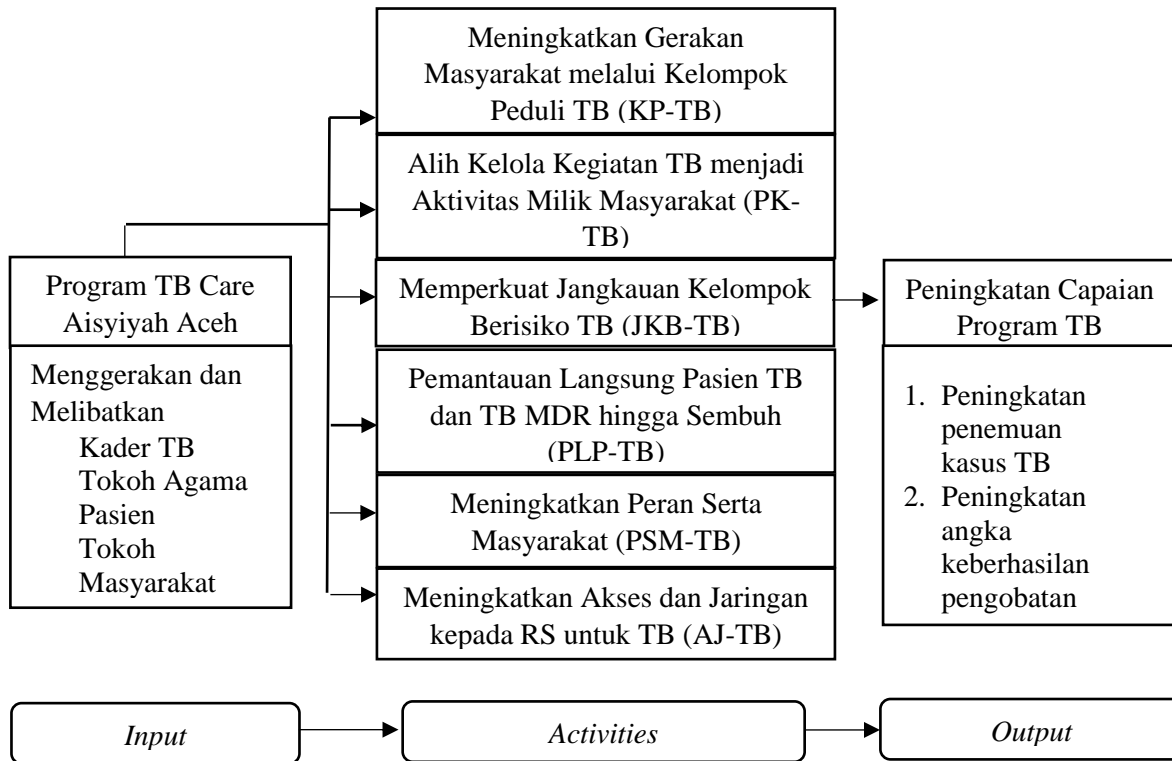 Meningkatkan Gerakan
Masyarakat melalui Kelompok
Peduli TB (KP-TB)
Alih Kelola Kegiatan TB menjadi
Aktivitas Milik Masyarakat (PK-
TB)
Program TB Care
Aisyiyah Aceh
Menggerakan dan
Melibatkan
Kader TB
Tokoh Agama
Pasien
Tokoh
Masyarakat
Memperkuat Jangkauan Kelompok
Berisiko TB (JKB-TB)
Pemantauan Langsung Pasien TB
dan TB MDR hingga Sembuh
(PLP-TB)
Meningkatkan Peran Serta
Masyarakat (PSM-TB)
Meningkatkan Akses dan Jaringan
kepada RS untuk TB (AJ-TB)
Peningkatan Capaian
Program TB
1. Peningkatan
penemuan
kasus TB
2. Peningkatan
angka
keberhasilan
pengobatan
Input
Activities
Output